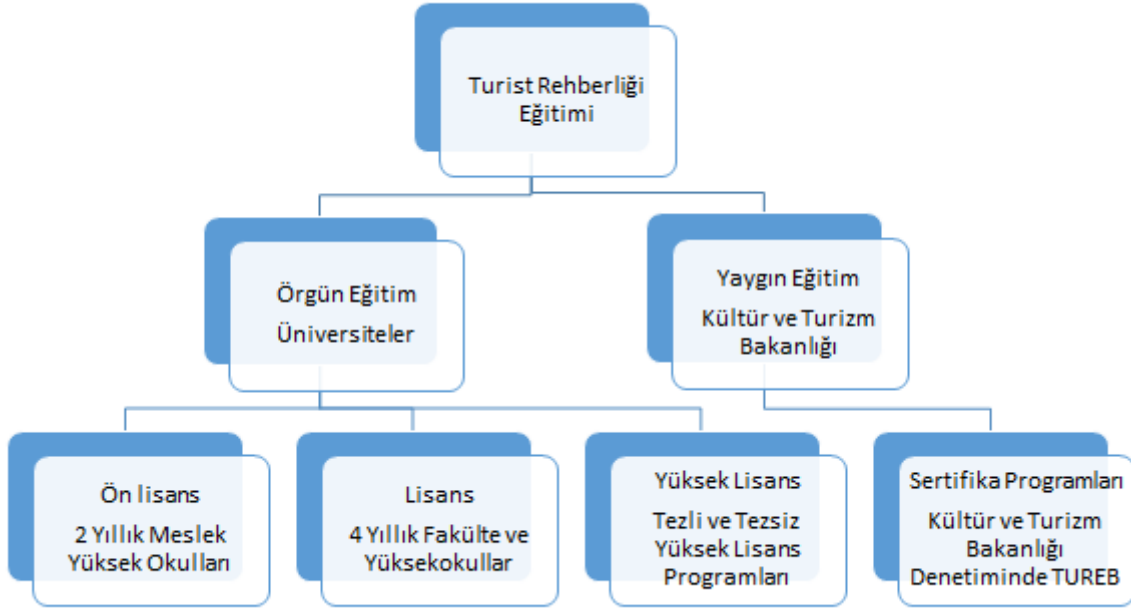 Turist Rehberliği
Eğitimi
Örgün Eğitim
Üniversiteler
Yaygın Eğitim
Kültür ve Turizm
Bakanlığı
Ön lisans
2 Yıllık Meslek
Yüksek Okulları
Lisans
4 Yıllık Fakülte ve
Yüksekokullar
Yüksek Lisans
Tezli ve Tezsiz
Yüksek Lisans
Programları
Sertifika Programları
Kültür ve Turizm
Bakanlığı
Denetiminde TUREB